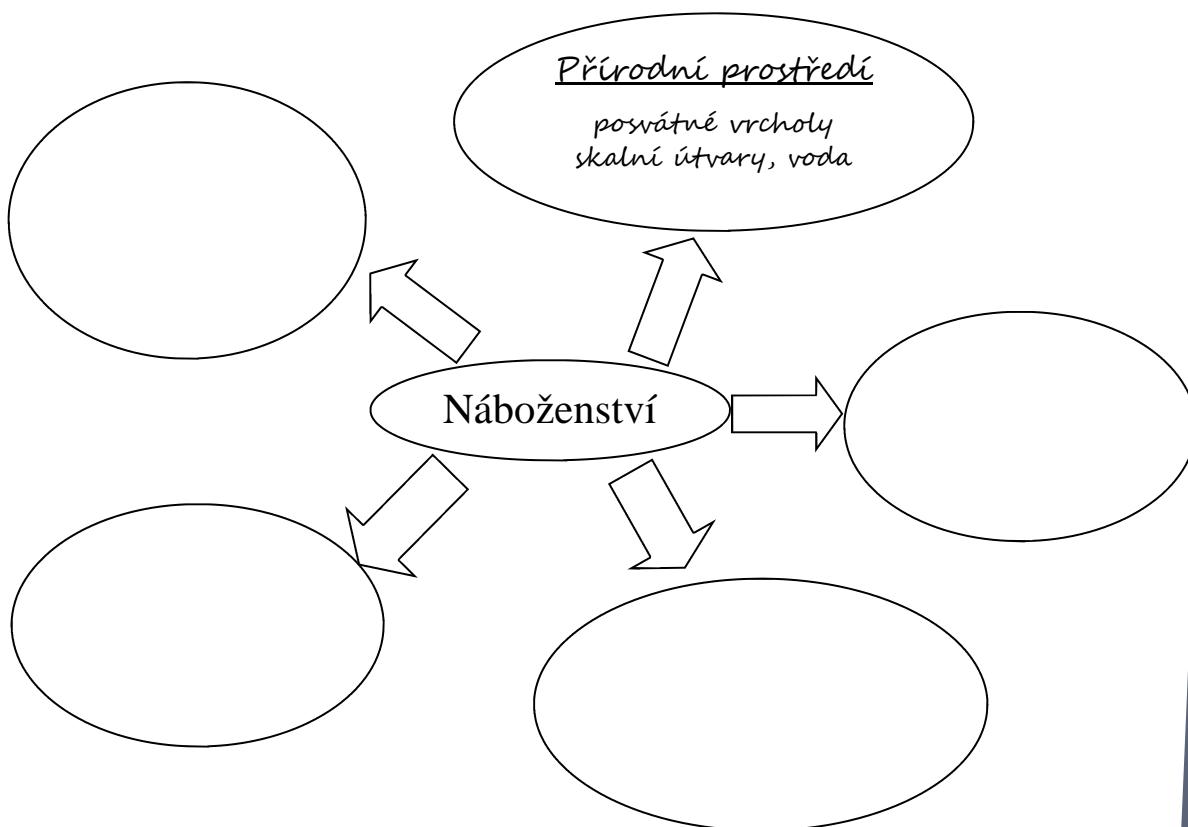 Přírodní prostředí
posvátné vrcholy
skalní útvary, voda
Náboženství